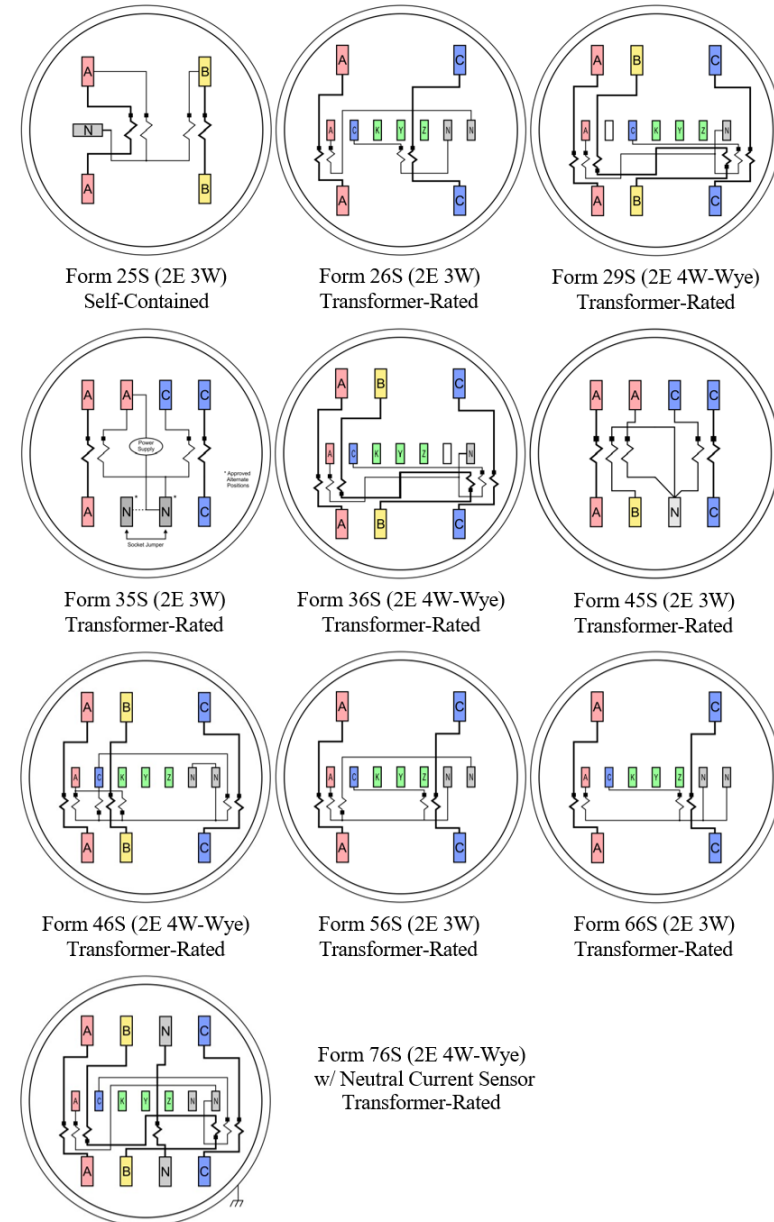 A B
N
A B
Form 25S (2E 3W)
Self-Contained
A C
A C K Y Z N N
A C
Form 26S (2E 3W)
Transformer-Rated
A B C
A C K Y Z N
A B C
Form 29S (2E 4W-Wye)
Transformer-Rated
A A C C
Power
Supply
* Approved
Alternate
Positions
* *
A N N C
Socket Jumper
Form 35S (2E 3W)
Transformer-Rated
A B C
A C K Y Z N
A B C
Form 36S (2E 4W-Wye)
Transformer-Rated
A A C C
A B N C
Form 45S (2E 3W)
Transformer-Rated
A B C
A C K Y Z N N
A B C
Form 46S (2E 4W-Wye)
Transformer-Rated
A C
A C K Y Z N N
A C
Form 56S (2E 3W)
Transformer-Rated
A C
A C K Y Z N N
A C
Form 66S (2E 3W)
Transformer-Rated
A B N C
A C K Y Z N N
A B N C
Form 76S (2E 4W-Wye)
w/ Neutral Current Sensor
Transformer-Rated